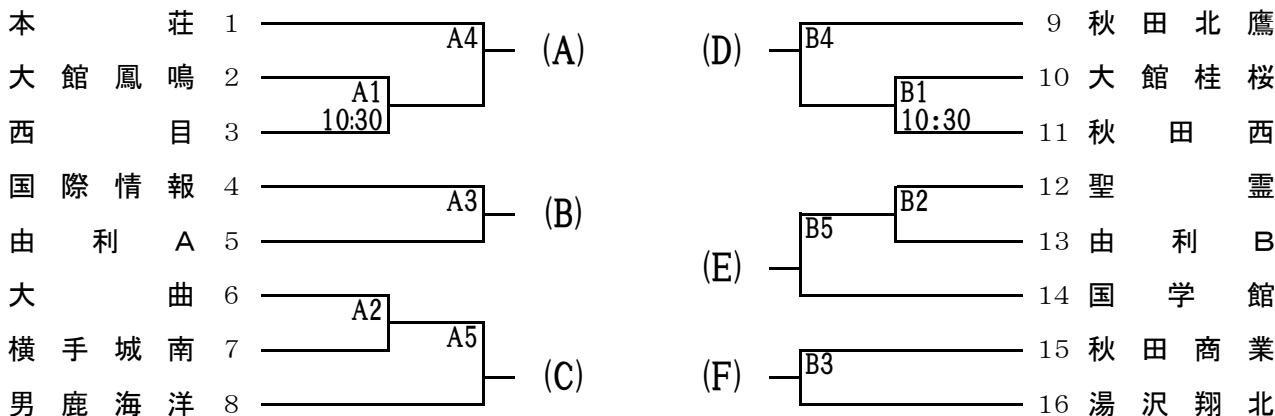 本荘 1
A4
(A)
大館鳳鳴 2
A1
10:30
西目 3
国際情報 4
A3
(B)
由利A 5
大曲 6
A2
横手城南 7
A5
(C)
男鹿海洋 8
(D)
B4
9 秋田北鷹
10 大館桂桜
B1
10:30
11 秋田西
12 聖霊
B2
B5
13 由利B
(E)
14 国学館
15 秋田商業
(F)
B3
16 湯沢翔北